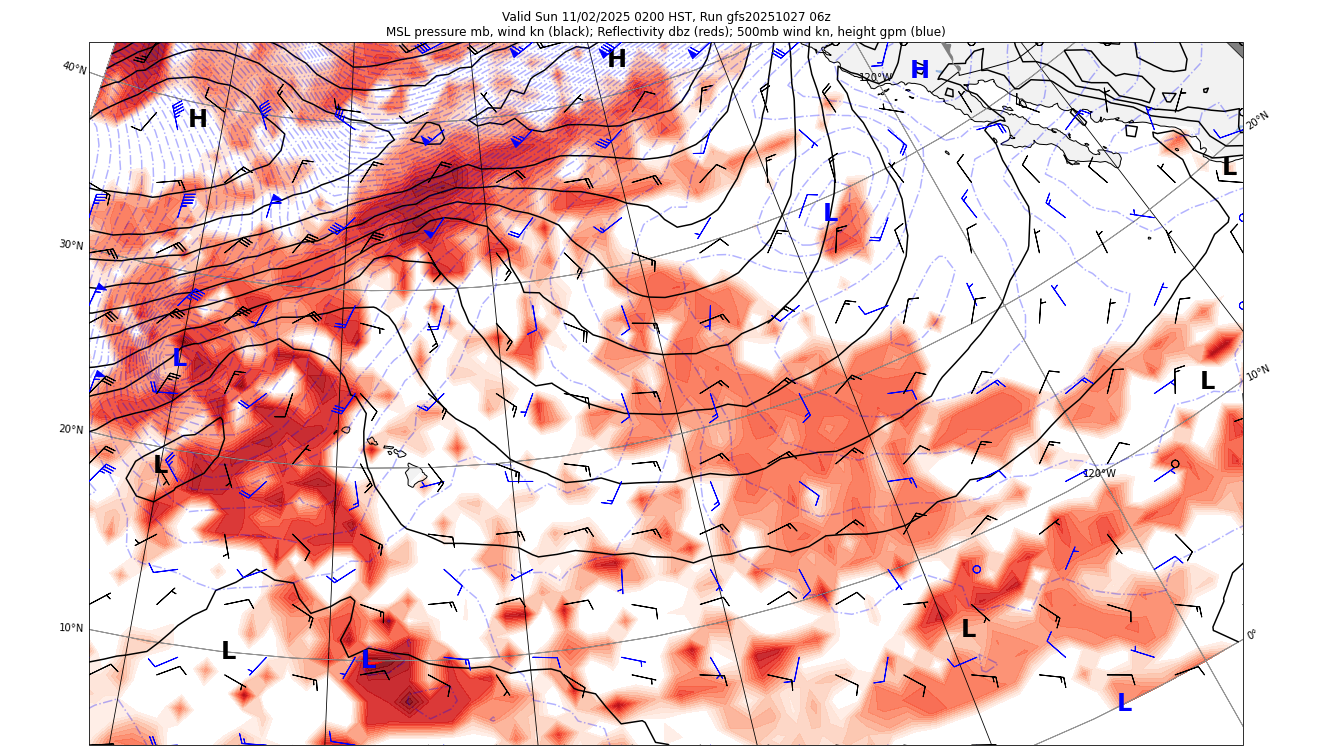 Valid Sun 11/02/2025 0200 HST, Run gfs20251027 06z
MSL pressure mb, wind kn (black); Reflectivity dbz (reds); 500mb wind kn, height gpm (blue)
H
40°N
H
120°W
H
20°N
L
L
30°N
L
10°N
L
20°N
L
120°W
10°N
L
0°
L
L
L